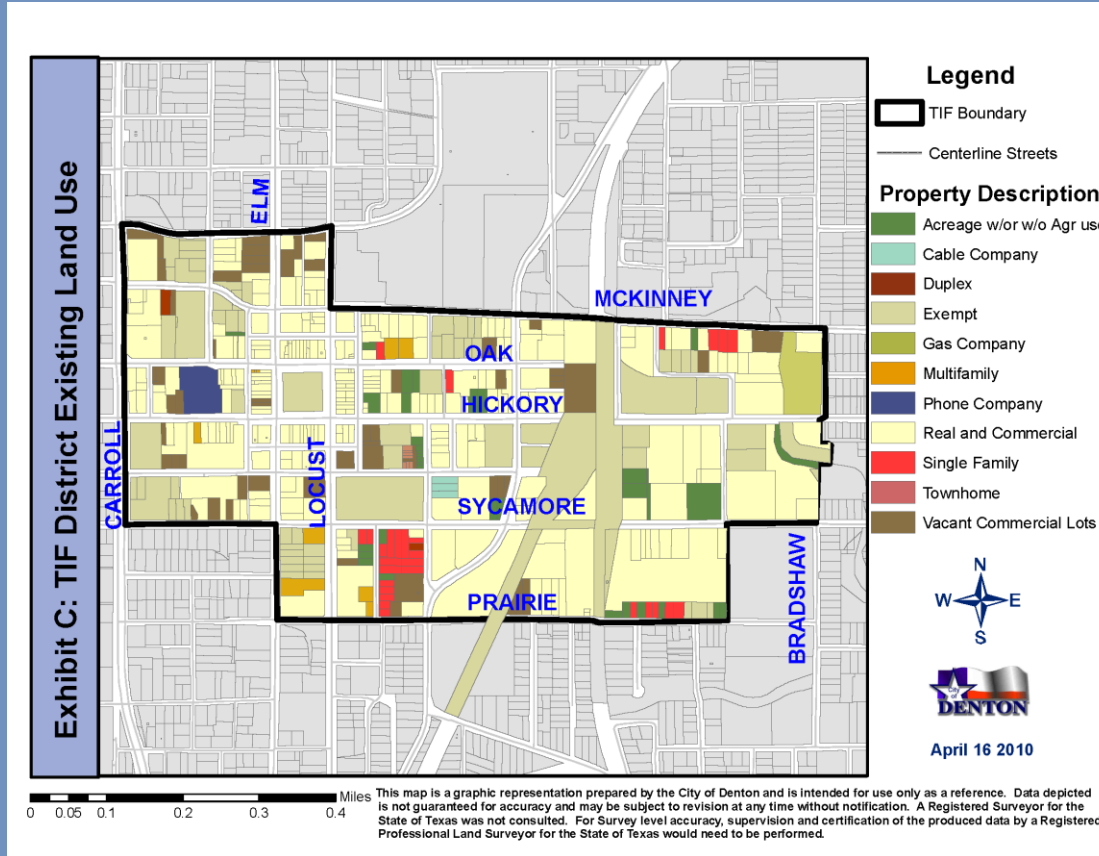 Exhibit C: TIF District Existing Land Use
ELM
MCKINNEY
OAK
HICKORY
CARROLL
LOCUST
SYCAMORE
PRAIRIE
BRADSHAW
Legend
TIF Boundary
Centerline Streets
Property Description
Acreage w/or w/o Agr use
Cable Company
Duplex
Exempt
Gas Company
Multifamily
Phone Company
Real and Commercial
Single Family
Townhome
Vacant Commercial Lots
N
W E
S
City
of
DENTON
April 16 2010
Miles
0 0.05 0.1 0.2 0.3 0.4
This map is a graphic representation prepared by the City of Denton and is intended for use only as a reference. Data depicted
is not guaranteed for accuracy and may be subject to revision at any time without notification. A Registered Surveyor for the
State of Texas was not consulted. For Survey level accuracy, supervision and certification of the produced data by a Registered
Professional Land Surveyor for the State of Texas would need to be performed.